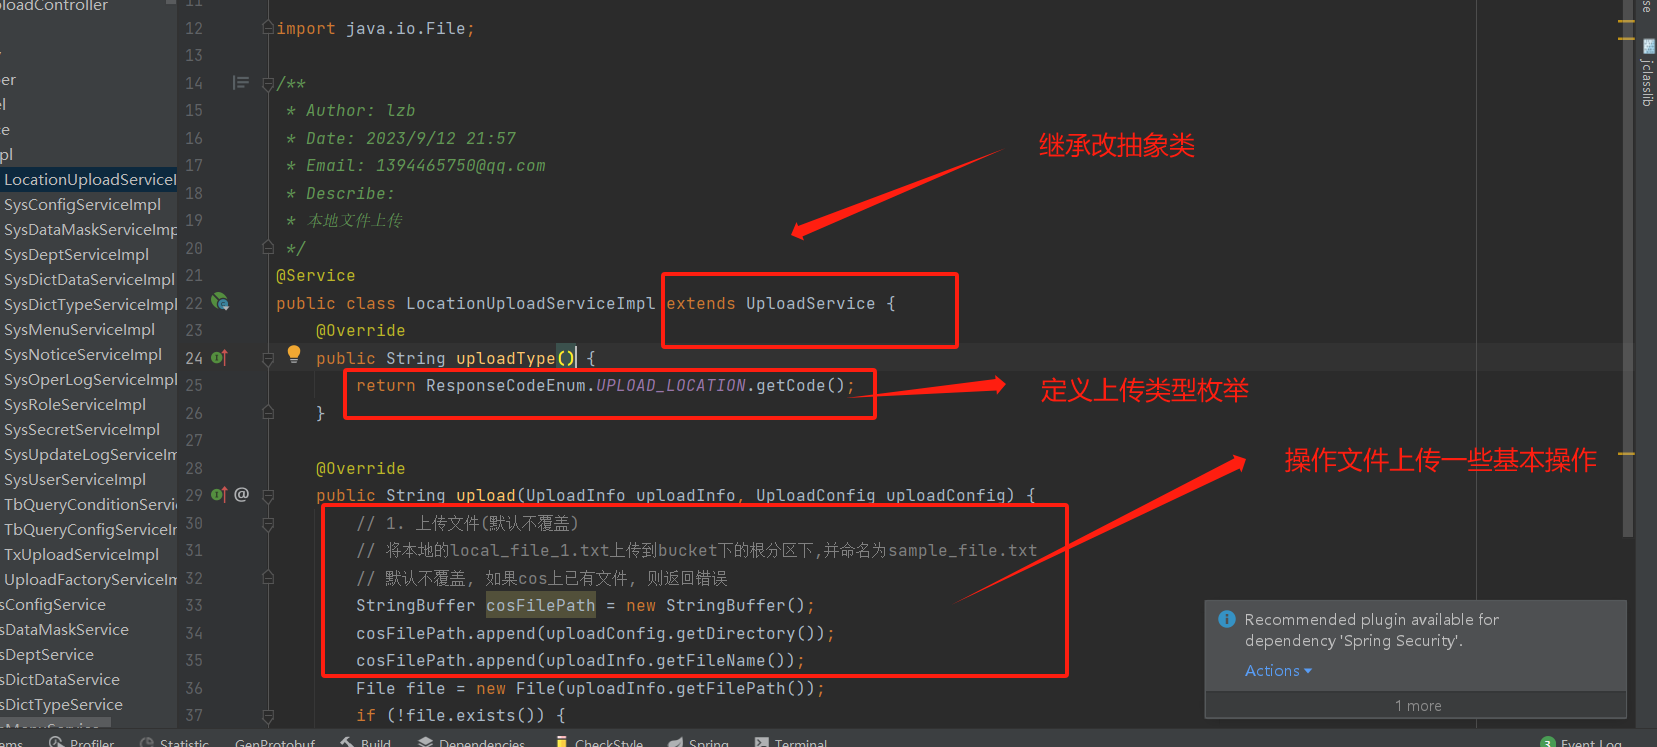 loadController
er
el
ce
pl
LocationUploadServiceI
SysConfigServiceImpl
SysDataMaskServiceImp
SysDeptServiceImpl
SysDictDataServiceImpl
SysDictTypeServiceImpl
SysMenuServiceImpl
SysNoticeServiceImpl
SysOperLogServiceImpl
SysRoleServiceImpl
SysSecretServiceImpl
SysUpdateLogServiceIm
SysUserServiceImpl
TbQueryConditionServic
TbQueryConfigServiceIm
TxUploadServiceImpl
UploadFactoryServiceIm
sConfigService
sDataMaskService
sDeptService
sDictDataService
sDictTypeService
sMenuService
11
12 import java.io.File;
13
14 /**
15 * Author: lzb
16 * Date: 2023/9/12 21:57
17 * Email: 1394465750@qq.com
18 * Describe:
19 * 本地文件上传
20 */
21 @Service
22 public class LocationUploadServiceImpl extends UploadService {
23 @Override
24 public String uploadType() {
25 return ResponseCodeEnum.UPLOAD_LOCATION.getCode();
26 }
27
28 @Override
29 @ public String upload(UploadInfo uploadInfo, UploadConfig uploadConfig) {
30 // 1. 上传文件(默认不覆盖)
31 // 将本地的local_file_1.txt上传到bucket下的根分区下,并命名为sample_file.txt
32 // 默认不覆盖, 如果cos上已有文件, 则返回错误
33 StringBuffer cosFilePath = new StringBuffer();
34 cosFilePath.append(uploadConfig.getDirectory());
35 cosFilePath.append(uploadInfo.getFileName());
36 File file = new File(uploadInfo.getFilePath());
37 if (!file.exists()) {
继承改抽象类
定义上传类型枚举
操作文件上传一些基本操作
se
jclasslib
Recommended plugin available for
dependency 'Spring Security'.
Actions
1 more
ems Profiler Statistic GenProtobuf Build Dependencies CheckStyle Spring Terminal 3 Event Log